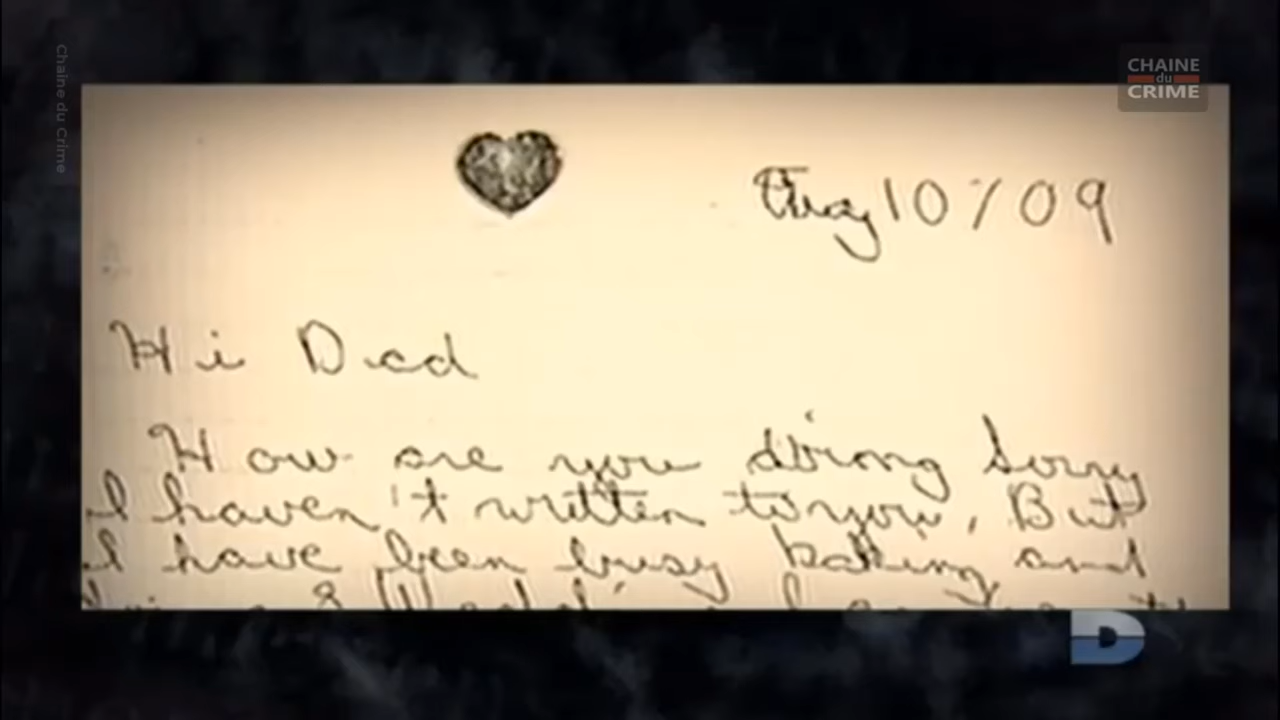 Chaine du Crime
CHAINE
du
CRIME
Aug 10 / 09
Hi Dad
How are you doing Sorry
I haven't written to you, But
I have been busy baking, and
D